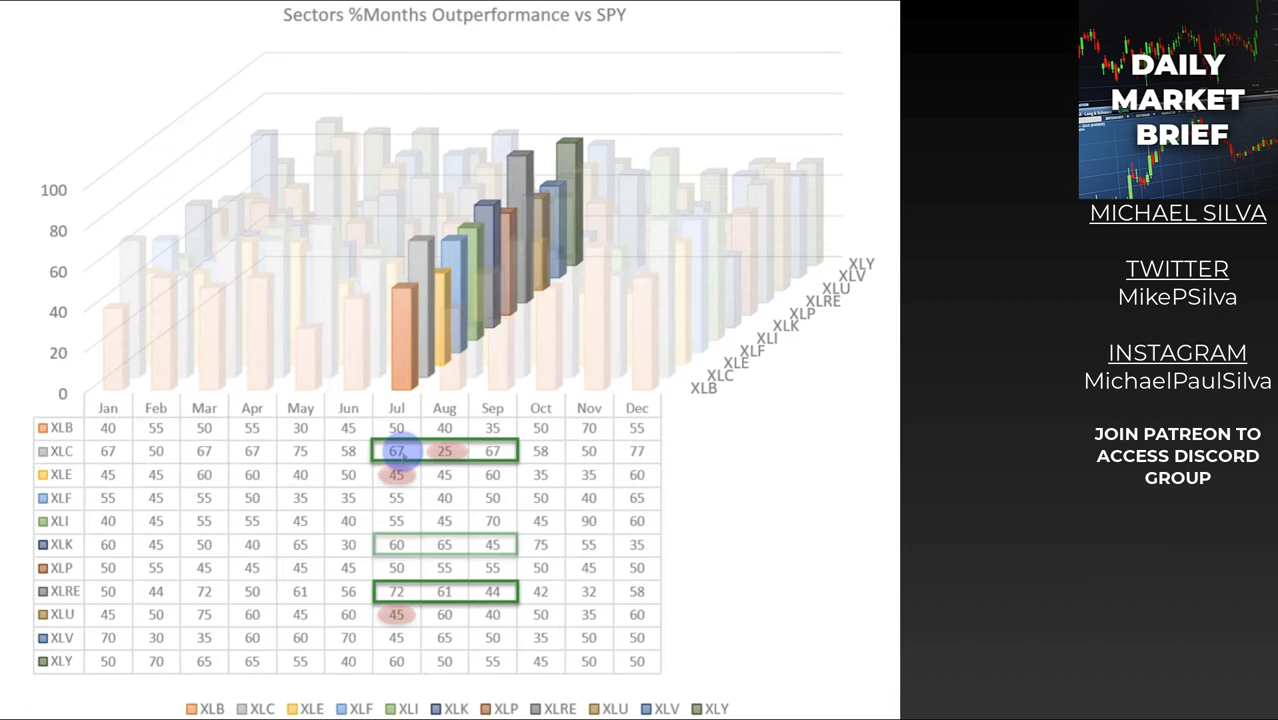 Sectors %Months Outperformance vs SPY
100
80
60
40
20
0
XLY
XLV
XLU
XLRE
XLP
XLK
XLI
XLF
XLE
XLC
XLB
Jan Feb Mar Apr May Jun Jul Aug Sep Oct Nov Dec
XLB 40 55 50 55 30 45 50 40 35 50 70 55
XLC 67 50 67 67 75 58 67 25 67 58 50 77
XLE 45 45 60 60 40 50 45 45 60 35 35 60
XLF 55 45 55 50 35 35 55 40 50 50 40 65
XLI 40 45 55 55 45 40 55 45 70 45 90 60
XLK 60 45 50 40 65 30 60 65 45 75 55 35
XLP 50 55 45 45 45 45 50 55 55 50 45 50
XLRE 50 44 72 50 61 56 72 61 44 42 32 58
XLU 45 50 75 60 45 60 45 60 40 50 35 60
XLV 70 30 35 60 60 70 45 65 50 35 50 50
XLY 50 70 65 65 55 40 60 50 55 45 50 50
XLB XLC XLE XLF XLI XLK XLP XLRE XLU XLV XLY
DAILY
MARKET
BRIEF
MICHAEL SILVA
TWITTER
MikePSilva
INSTAGRAM
MichaelPaulSilva
JOIN PATREON TO
ACCESS DISCORD
GROUP